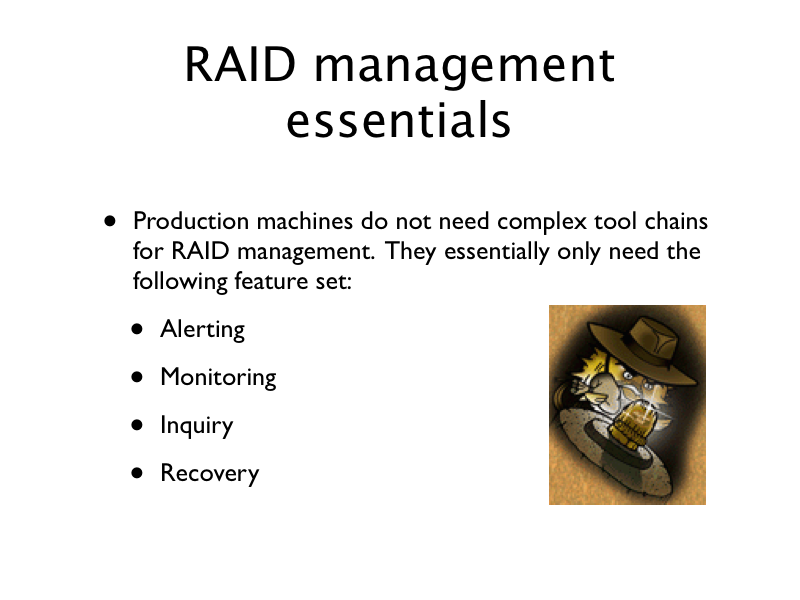 RAID management
essentials
• Production machines do not need complex tool chains
for RAID management. They essentially only need the
following feature set:
• Alerting
• Monitoring
• Inquiry
• Recovery